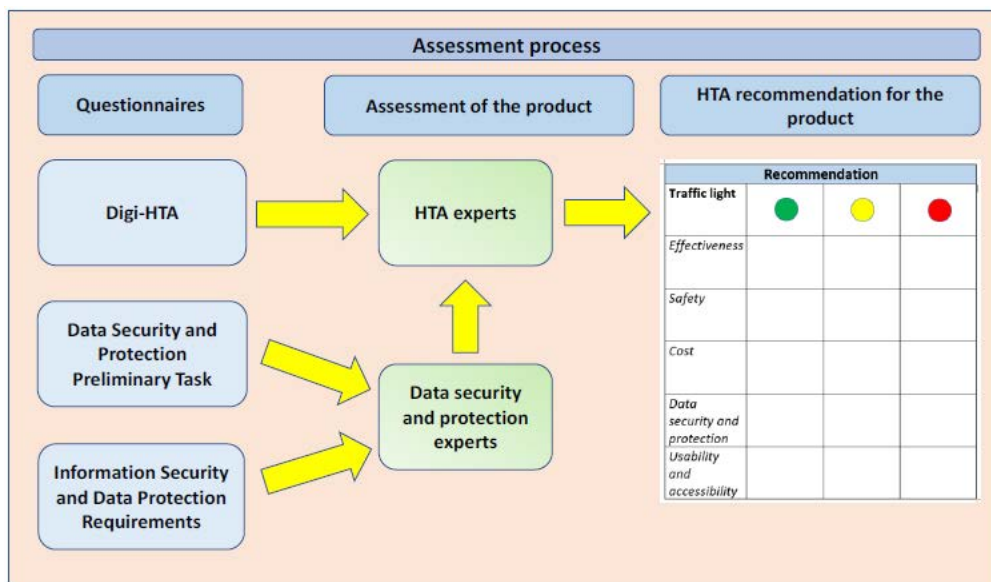 Assessment process
Questionnaires
Assessment of the product
HTA recommendation for the
product
Digi-HTA
HTA experts
Data Security and
Protection
Preliminary Task
Data security
and protection
experts
Information Security
and Data Protection
Requirements
Recommendation
Traffic light
Effectiveness
Safety
Cost
Data
security and
protection
Usability
and
accessibility